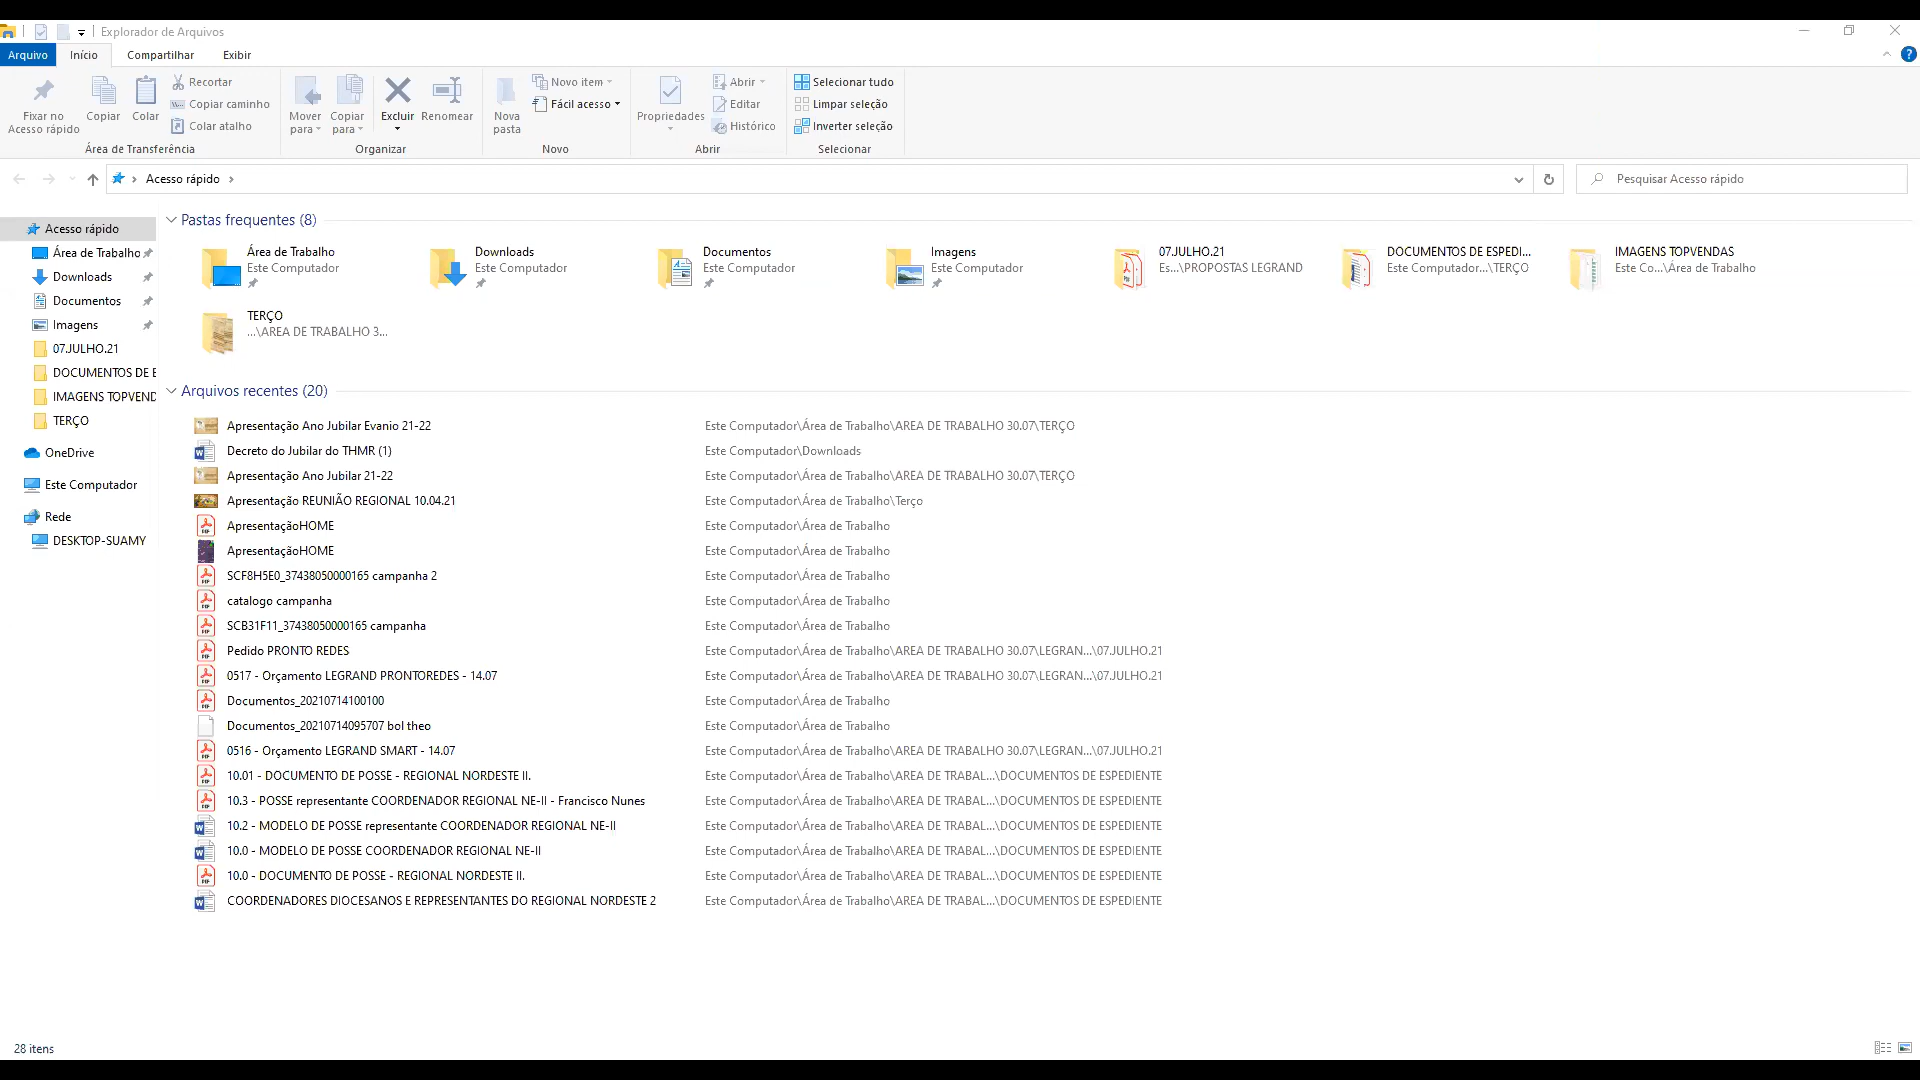 Explorador de Arquivos
Arquivo Início Compartilhar Exibir
Fixar no Acesso rápido
Copiar
Colar
Recortar
Copiar caminho
Colar atalho
Área de Transferência
Mover para
Copiar para
Excluir
Renomear
Organizar
Nova pasta
Novo item
Fácil acesso
Novo
Propriedades
Abrir
Editar
Histórico
Abrir
Selecionar tudo
Limpar seleção
Inverter seleção
Selecionar
Acesso rápido
Pesquisar Acesso rápido
Acesso rápido
Área de Trabalho
Downloads
Documentos
Imagens
07.JULHO.21
DOCUMENTOS DE E
IMAGENS TOPVEND
TERÇO
OneDrive
Este Computador
Rede
DESKTOP-SUAMY
Pastas frequentes (8)
Área de Trabalho
Este Computador
Downloads
Este Computador
Documentos
Este Computador
Imagens
Este Computador
07.JULHO.21
Es...\PROPOSTAS LEGRAND
DOCUMENTOS DE ESPEDI...
Este Computador...\TERÇO
IMAGENS TOPVENDAS
Este Co...\Área de Trabalho
TERÇO
...\AREA DE TRABALHO 3...
Arquivos recentes (20)
Apresentação Ano Jubilar Evanio 21-22 Este Computador\Área de Trabalho\AREA DE TRABALHO 30.07\TERÇO
Decreto do Jubilar do THMR (1) Este Computador\Downloads
Apresentação Ano Jubilar 21-22 Este Computador\Área de Trabalho\AREA DE TRABALHO 30.07\TERÇO
Apresentação REUNIÃO REGIONAL 10.04.21 Este Computador\Área de Trabalho\Terço
ApresentaçãoHOME Este Computador\Área de Trabalho
ApresentaçãoHOME Este Computador\Área de Trabalho
SCF8H5E0_37438050000165 campanha 2 Este Computador\Área de Trabalho
catalogo campanha Este Computador\Área de Trabalho
SCB31F11_37438050000165 campanha Este Computador\Área de Trabalho
Pedido PRONTO REDES Este Computador\Área de Trabalho\AREA DE TRABALHO 30.07\LEGRAN...\07.JULHO.21
0517 - Orçamento LEGRAND PRONTOREDES - 14.07 Este Computador\Área de Trabalho\AREA DE TRABALHO 30.07\LEGRAN...\07.JULHO.21
Documentos_20210714100100 Este Computador\Área de Trabalho
Documentos_20210714095707 bol theo Este Computador\Área de Trabalho
0516 - Orçamento LEGRAND SMART - 14.07 Este Computador\Área de Trabalho\AREA DE TRABALHO 30.07\LEGRAN...\07.JULHO.21
10.01 - DOCUMENTO DE POSSE - REGIONAL NORDESTE II. Este Computador\Área de Trabalho\AREA DE TRABAL...\DOCUMENTOS DE ESPEDIENTE
10.3 - POSSE representante COORDENADOR REGIONAL NE-II - Francisco Nunes Este Computador\Área de Trabalho\AREA DE TRABAL...\DOCUMENTOS DE ESPEDIENTE
10.2 - MODELO DE POSSE representante COORDENADOR REGIONAL NE-II Este Computador\Área de Trabalho\AREA DE TRABAL...\DOCUMENTOS DE ESPEDIENTE
10.0 - MODELO DE POSSE COORDENADOR REGIONAL NE-II Este Computador\Área de Trabalho\AREA DE TRABAL...\DOCUMENTOS DE ESPEDIENTE
10.0 - DOCUMENTO DE POSSE - REGIONAL NORDESTE II. Este Computador\Área de Trabalho\AREA DE TRABAL...\DOCUMENTOS DE ESPEDIENTE
COORDENADORES DIOCESANOS E REPRESENTANTES DO REGIONAL NORDESTE 2 Este Computador\Área de Trabalho\AREA DE TRABAL...\DOCUMENTOS DE ESPEDIENTE
28 itens